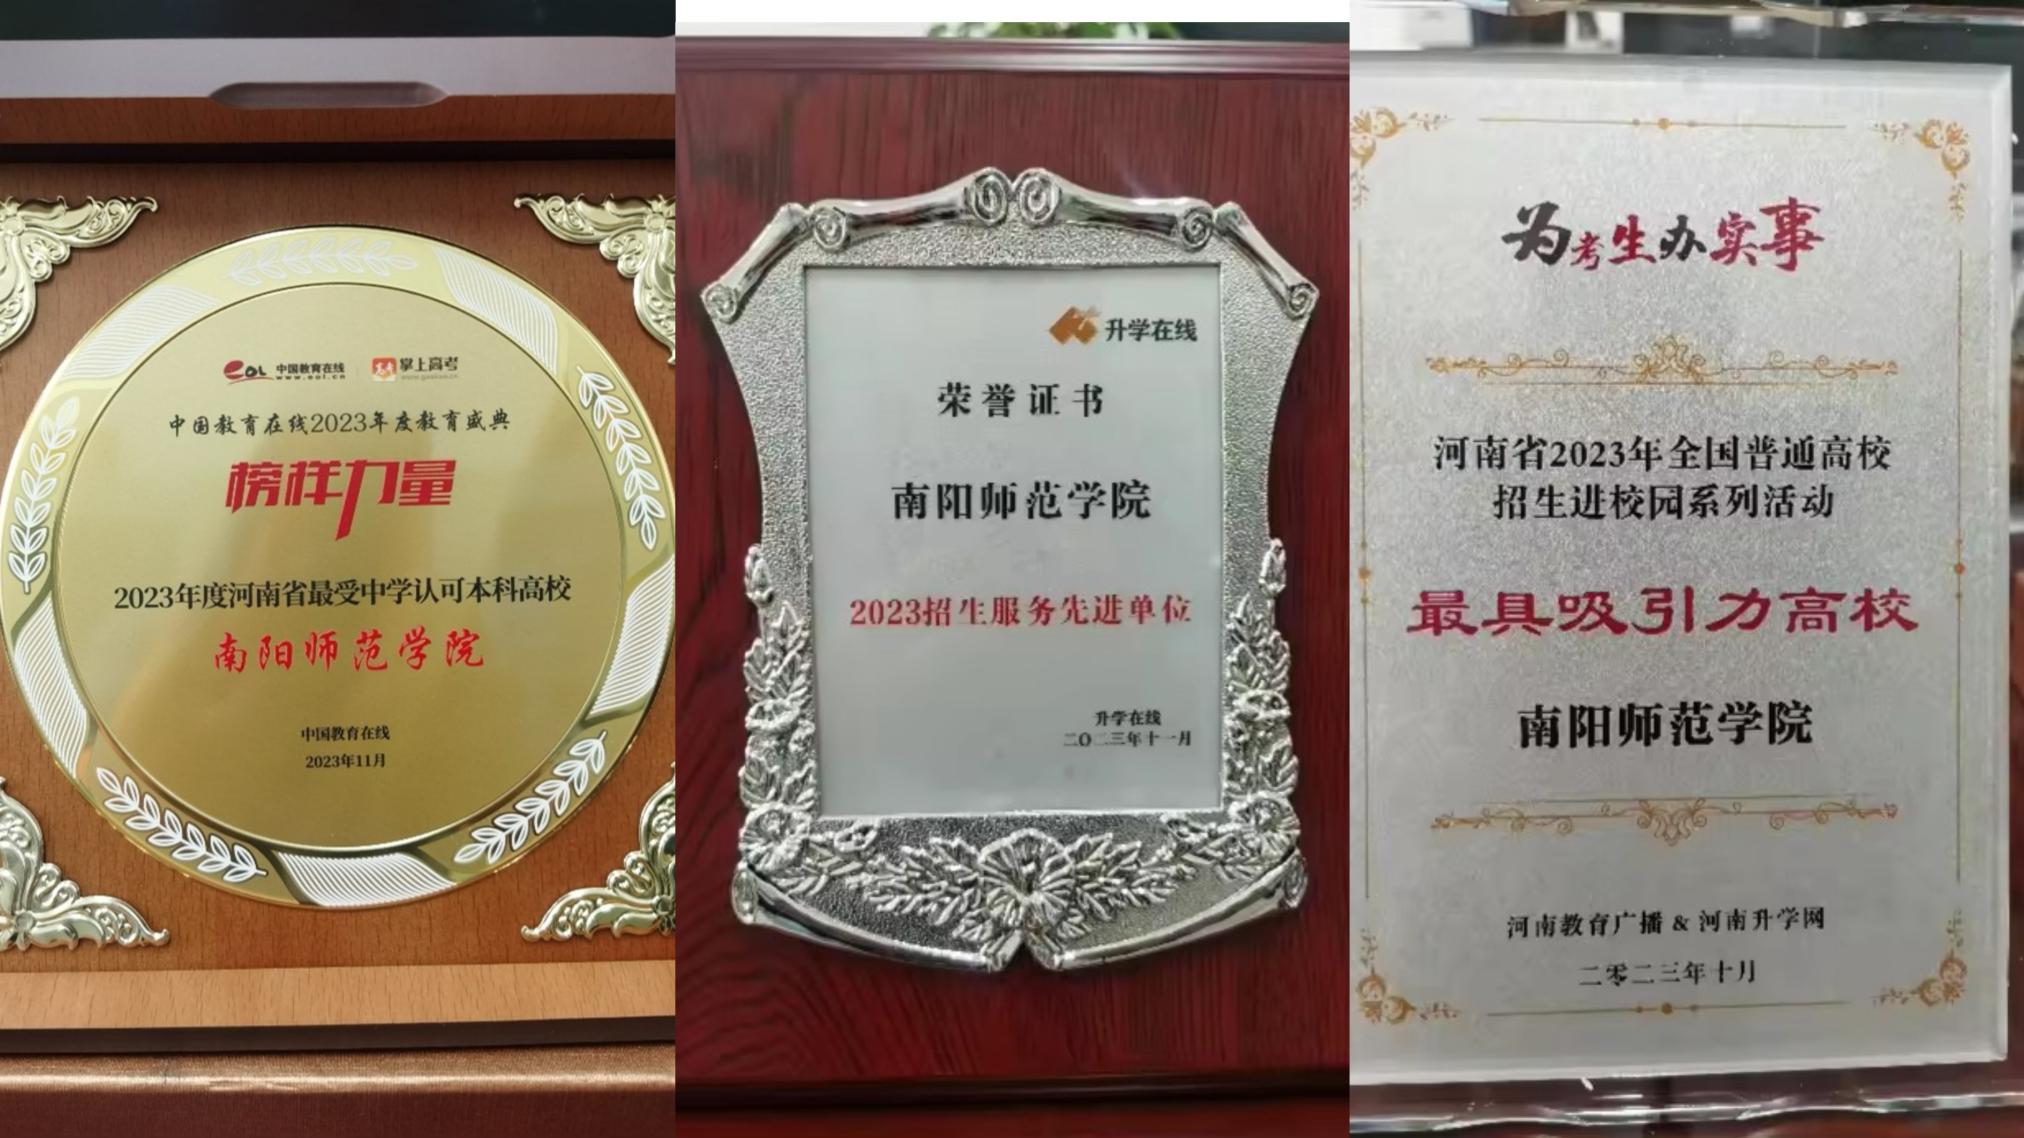 eoL 中国教育在线 掌上高考
www.eol.cn www.gaokao.cn
中国教育在线2023年度教育盛典
榜样力量
2023年度河南省最受中学认可本科高校
南阳师范学院
中国教育在线
2023年11月
升学在线
荣誉证书
南阳师范学院
2023招生服务先进单位
升学在线
二〇二三年十一月
为考生办实事
河南省2023年全国普通高校
招生进校园系列活动
最具吸引力高校
南阳师范学院
河南教育广播 & 河南升学网
二零二三年十月